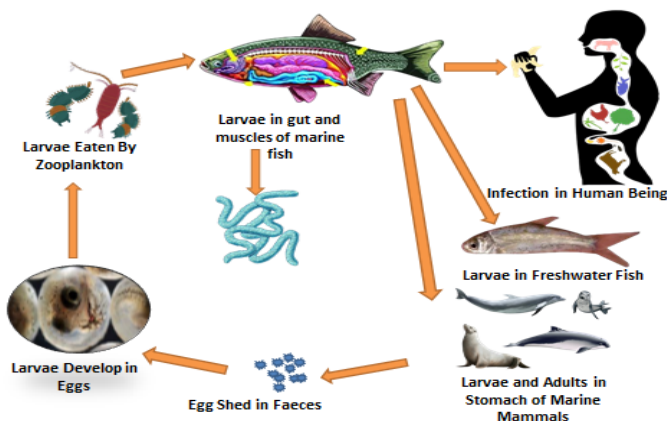 Larvae Eaten By
Zooplankton
Larvae in gut and
muscles of marine
fish
Infection in Human Being
Larvae in Freshwater Fish
Larvae Develop in
Eggs
Egg Shed in Faeces
Larvae and Adults in
Stomach of Marine
Mammals